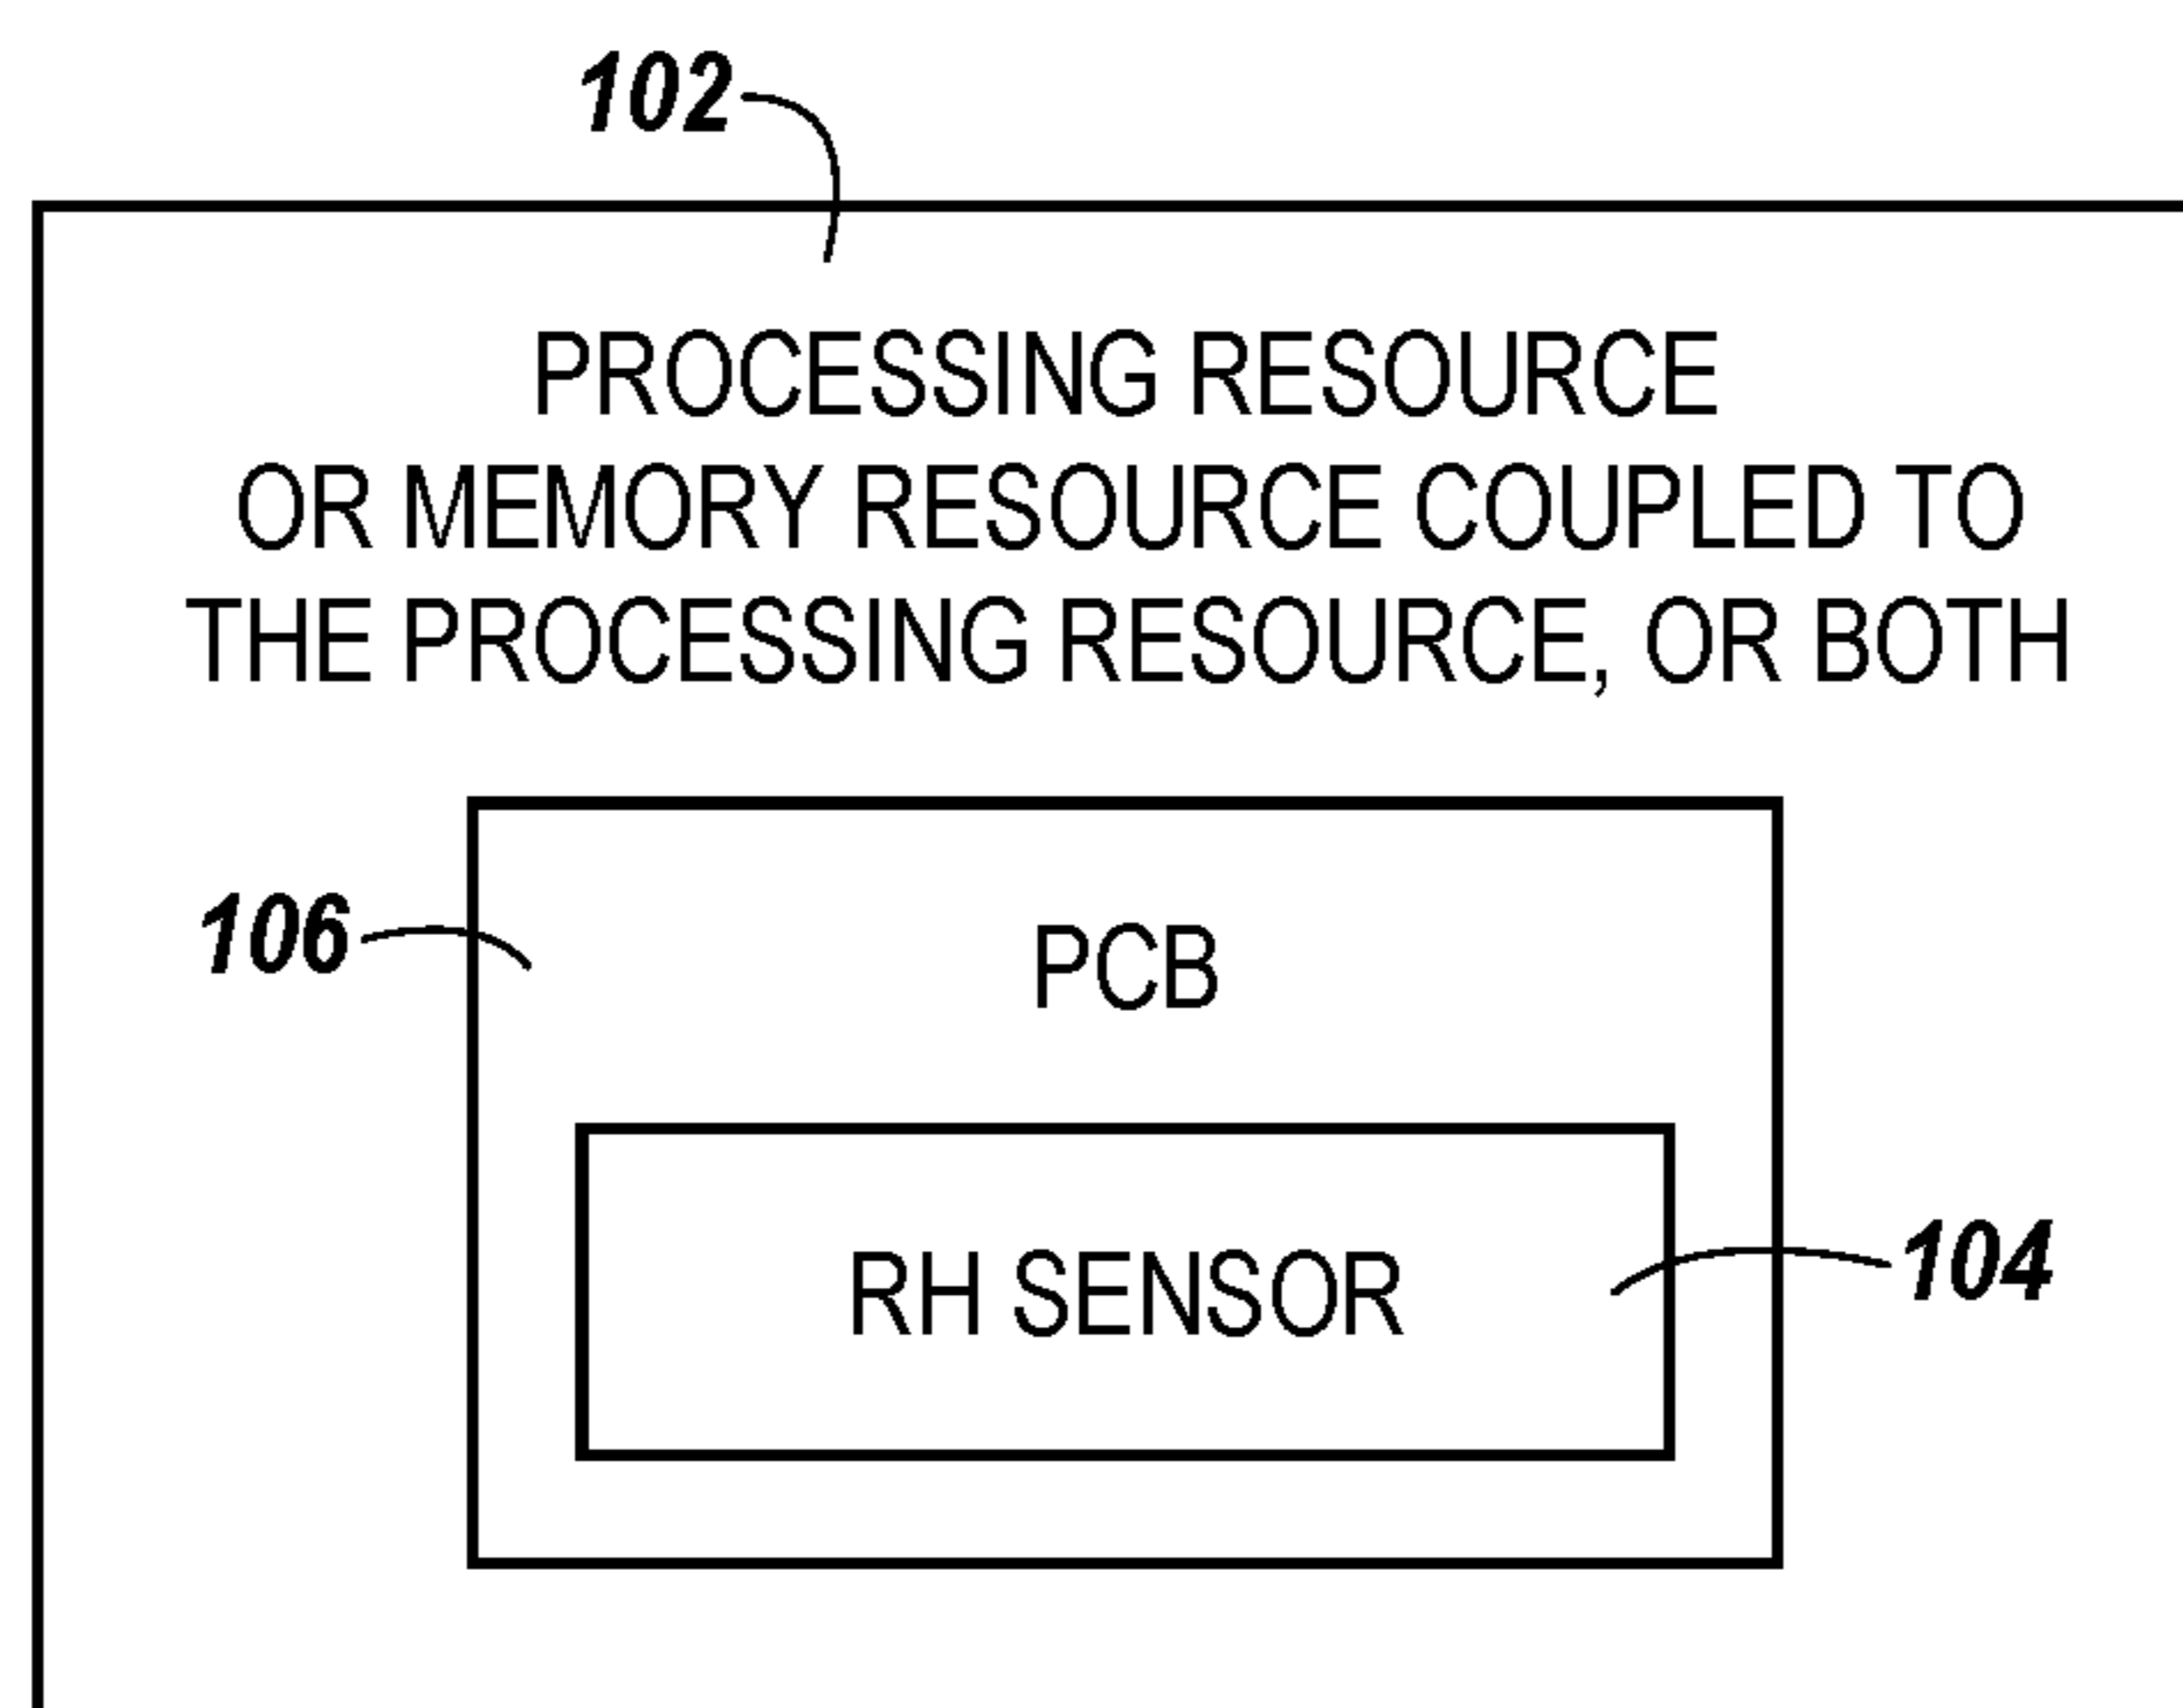 102
PROCESSING RESOURCE
OR MEMORY RESOURCE COUPLED TO
THE PROCESSING RESOURCE, OR BOTH
106
PCB
RH SENSOR
104